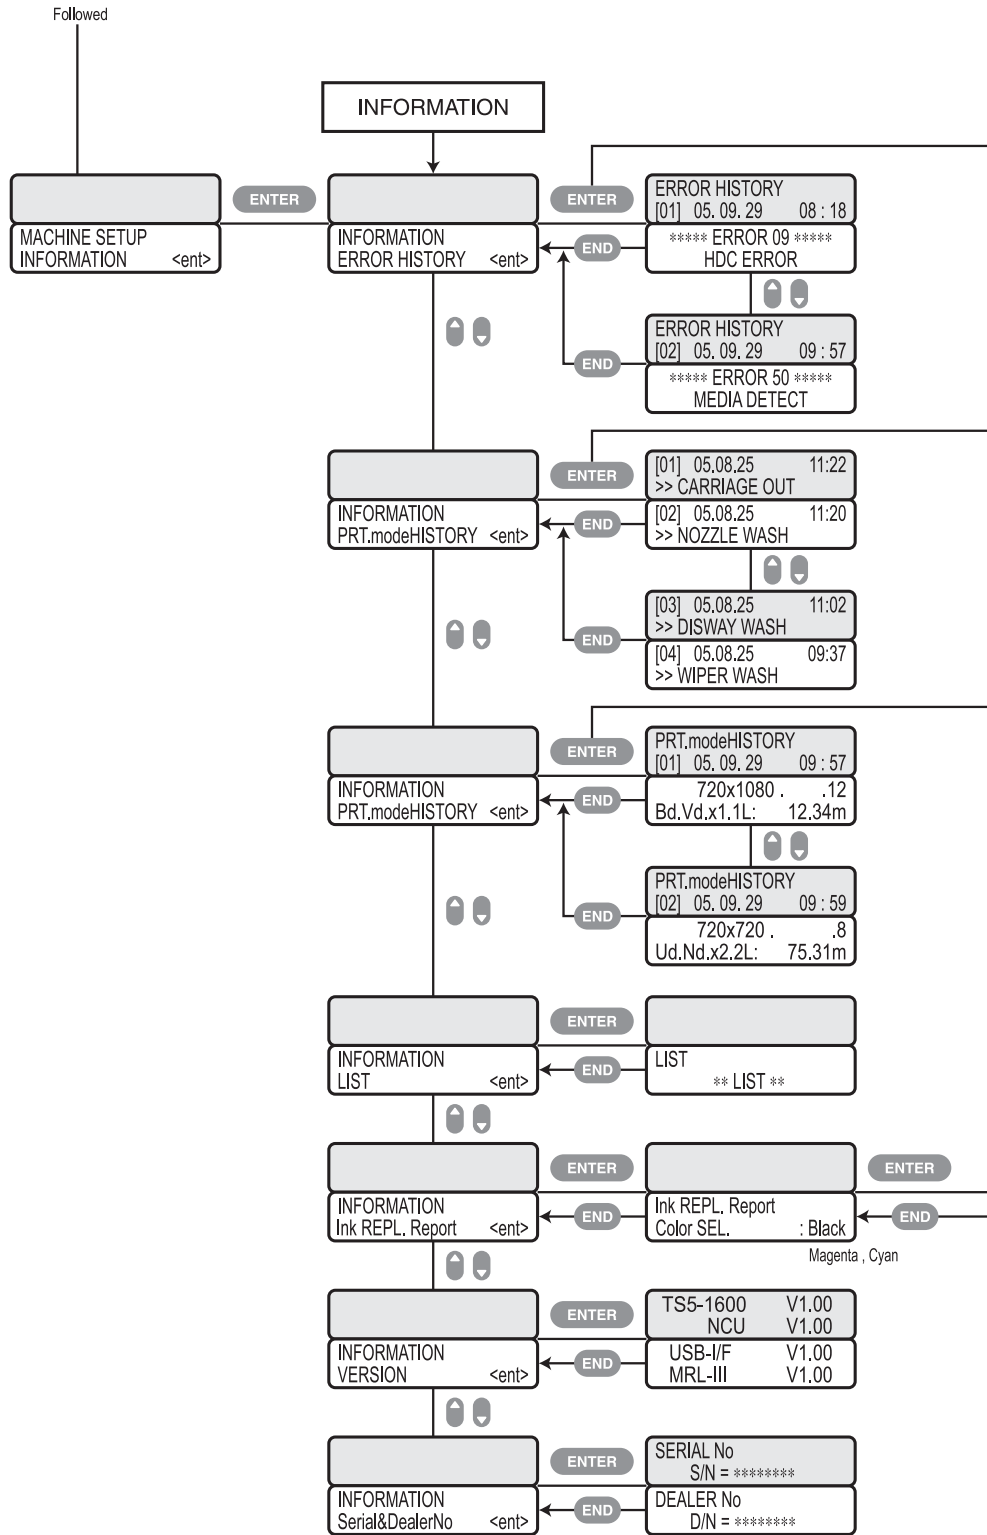 Followed
INFORMATION
ENTER
MACHINE SETUP
INFORMATION <ent>
INFORMATION
ERROR HISTORY <ent>
ENTER
END
ERROR HISTORY
[01] 05. 09. 29 08 : 18
***** ERROR 09 *****
HDC ERROR
END
ERROR HISTORY
[02] 05. 09. 29 09 : 57
***** ERROR 50 *****
MEDIA DETECT
INFORMATION
PRT.modeHISTORY <ent>
ENTER
END
[01] 05.08.25 11:22
>> CARRIAGE OUT
[02] 05.08.25 11:20
>> NOZZLE WASH
END
[03] 05.08.25 11:02
>> DISWAY WASH
[04] 05.08.25 09:37
>> WIPER WASH
INFORMATION
PRT.modeHISTORY <ent>
ENTER
END
PRT.modeHISTORY
[01] 05. 09. 29 09 : 57
720x1080 . .12
Bd.Vd.x1.1L: 12.34m
END
PRT.modeHISTORY
[02] 05. 09. 29 09 : 59
720x720 . .8
Ud.Nd.x2.2L: 75.31m
INFORMATION
LIST <ent>
ENTER
END
LIST
** LIST **
INFORMATION
Ink REPL. Report <ent>
ENTER
END
Ink REPL. Report
Color SEL. : Black
Magenta , Cyan
ENTER
END
INFORMATION
VERSION <ent>
ENTER
END
TS5-1600 V1.00
NCU V1.00
USB-I/F V1.00
MRL-III V1.00
INFORMATION
Serial&DealerNo <ent>
ENTER
END
SERIAL No
S/N = ********
DEALER No
D/N = ********